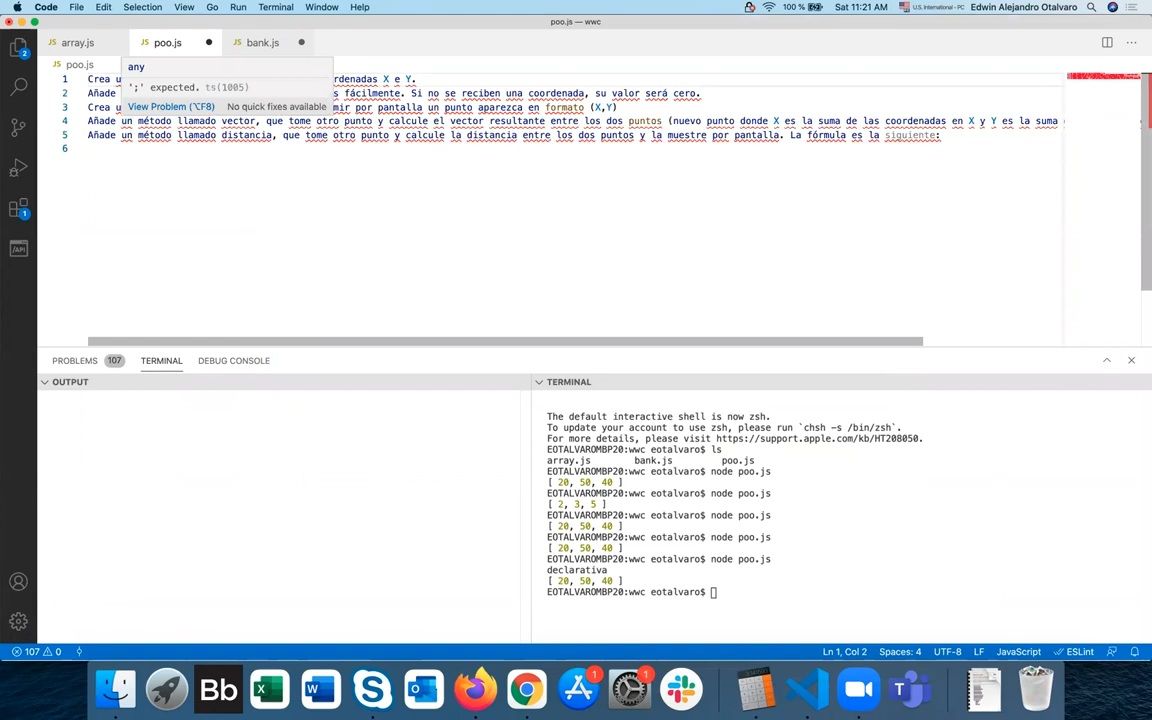 Code File Edit Selection View Go Run Terminal Window Help 100 % Sat 11:21 AM U.S. International - PC Edwin Alejandro Otalvaro
poo.js — wwc
array.js poo.js bank.js
poo.js
any
';' expected. ts(1005)
View Problem (⌥F8) No quick fixes available
1 Crea u rdenadas X e Y.
2 Añade s fácilmente. Si no se reciben una coordenada, su valor será cero.
3 Crea u mir por pantalla un punto aparezca en formato (X,Y)
4 Añade un método llamado vector, que tome otro punto y calcule el vector resultante entre los dos puntos (nuevo punto donde X es la suma de las coordenadas en X y Y es la suma
5 Añade un método llamado distancia, que tome otro punto y calcule la distancia entre los dos puntos y la muestre por pantalla. La fórmula es la siguiente:
6
2
1
/API
PROBLEMS 107 TERMINAL DEBUG CONSOLE
OUTPUT
TERMINAL
The default interactive shell is now zsh.
To update your account to use zsh, please run `chsh -s /bin/zsh`.
For more details, please visit https://support.apple.com/kb/HT208050.
EOTALVAROMBP20:wwc eotalvaro$ ls
array.js bank.js poo.js
EOTALVAROMBP20:wwc eotalvaro$ node poo.js
[ 20, 50, 40 ]
EOTALVAROMBP20:wwc eotalvaro$ node poo.js
[ 2, 3, 5 ]
EOTALVAROMBP20:wwc eotalvaro$ node poo.js
[ 20, 50, 40 ]
EOTALVAROMBP20:wwc eotalvaro$ node poo.js
[ 20, 50, 40 ]
EOTALVAROMBP20:wwc eotalvaro$ node poo.js
declarativa
[ 20, 50, 40 ]
EOTALVAROMBP20:wwc eotalvaro$
107 0 Ln 1, Col 2 Spaces: 4 UTF-8 LF JavaScript ESLint
Bb X W S O 1 1 T